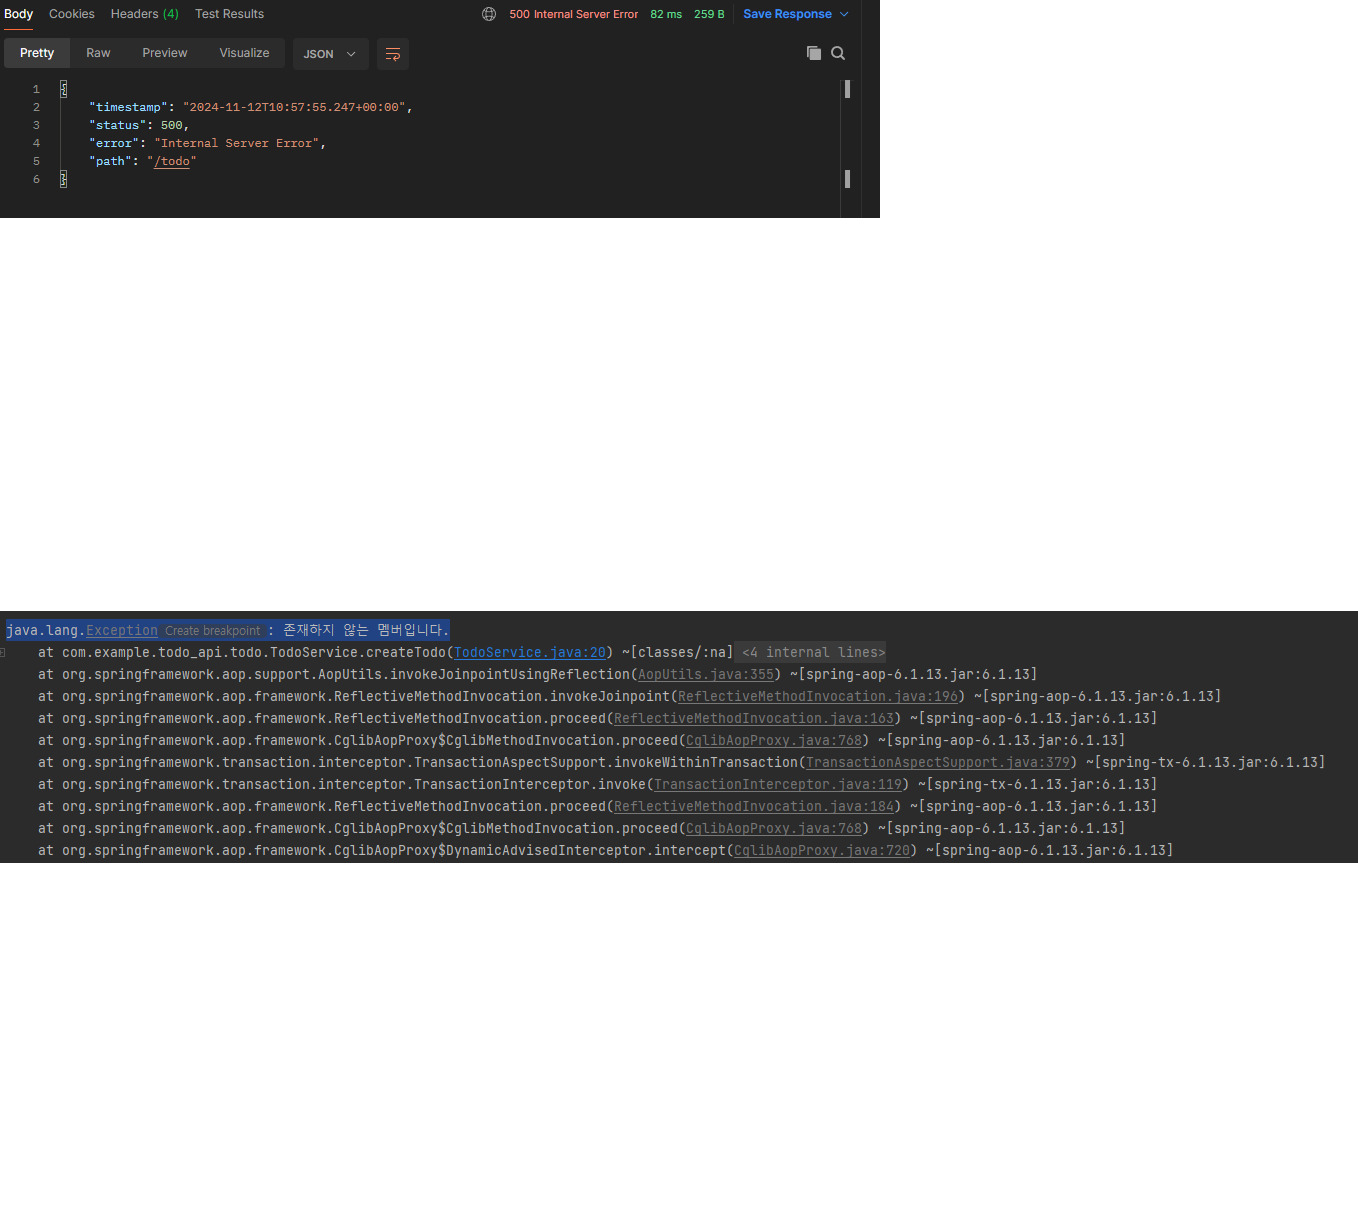 Body Cookies Headers (4) Test Results 500 Internal Server Error 82 ms 259 B Save Response
Pretty Raw Preview Visualize JSON
1 {
2 "timestamp": "2024-11-12T10:57:55.247+00:00",
3 "status": 500,
4 "error": "Internal Server Error",
5 "path": "/todo"
6 }
java.lang.Exception Create breakpoint : 존재하지 않는 멤버입니다.
at com.example.todo_api.todo.TodoService.createTodo(TodoService.java:20) ~[classes/:na] <4 internal lines>
at org.springframework.aop.support.AopUtils.invokeJoinpointUsingReflection(AopUtils.java:355) ~[spring-aop-6.1.13.jar:6.1.13]
at org.springframework.aop.framework.ReflectiveMethodInvocation.invokeJoinpoint(ReflectiveMethodInvocation.java:196) ~[spring-aop-6.1.13.jar:6.1.13]
at org.springframework.aop.framework.ReflectiveMethodInvocation.proceed(ReflectiveMethodInvocation.java:163) ~[spring-aop-6.1.13.jar:6.1.13]
at org.springframework.aop.framework.CglibAopProxy$CglibMethodInvocation.proceed(CglibAopProxy.java:768) ~[spring-aop-6.1.13.jar:6.1.13]
at org.springframework.transaction.interceptor.TransactionAspectSupport.invokeWithinTransaction(TransactionAspectSupport.java:379) ~[spring-tx-6.1.13.jar:6.1.13]
at org.springframework.transaction.interceptor.TransactionInterceptor.invoke(TransactionInterceptor.java:119) ~[spring-tx-6.1.13.jar:6.1.13]
at org.springframework.aop.framework.ReflectiveMethodInvocation.proceed(ReflectiveMethodInvocation.java:184) ~[spring-aop-6.1.13.jar:6.1.13]
at org.springframework.aop.framework.CglibAopProxy$CglibMethodInvocation.proceed(CglibAopProxy.java:768) ~[spring-aop-6.1.13.jar:6.1.13]
at org.springframework.aop.framework.CglibAopProxy$DynamicAdvisedInterceptor.intercept(CglibAopProxy.java:720) ~[spring-aop-6.1.13.jar:6.1.13]